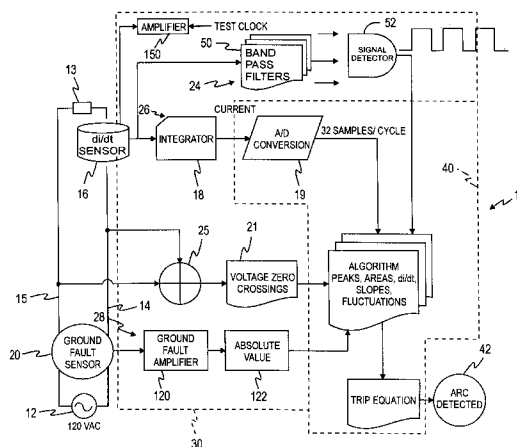 AMPLIFIER
TEST CLOCK
150
50
52
BAND
PASS
FILTERS
SIGNAL
DETECTOR
24
13
26
CURRENT
40
di/dt
SENSOR
INTEGRATOR
A/D
CONVERSION
32 SAMPLES/ CYCLE
16
18
19
25
21
VOLTAGE ZERO
CROSSINGS
ALGORITHM
PEAKS, AREAS, di/dt,
SLOPES,
FLUCTUATIONS
15
14
28
20
GROUND
FAULT
SENSOR
GROUND
FAULT
AMPLIFIER
ABSOLUTE
VALUE
42
120
122
12
120 VAC
TRIP EQUATION
ARC
DETECTED
30